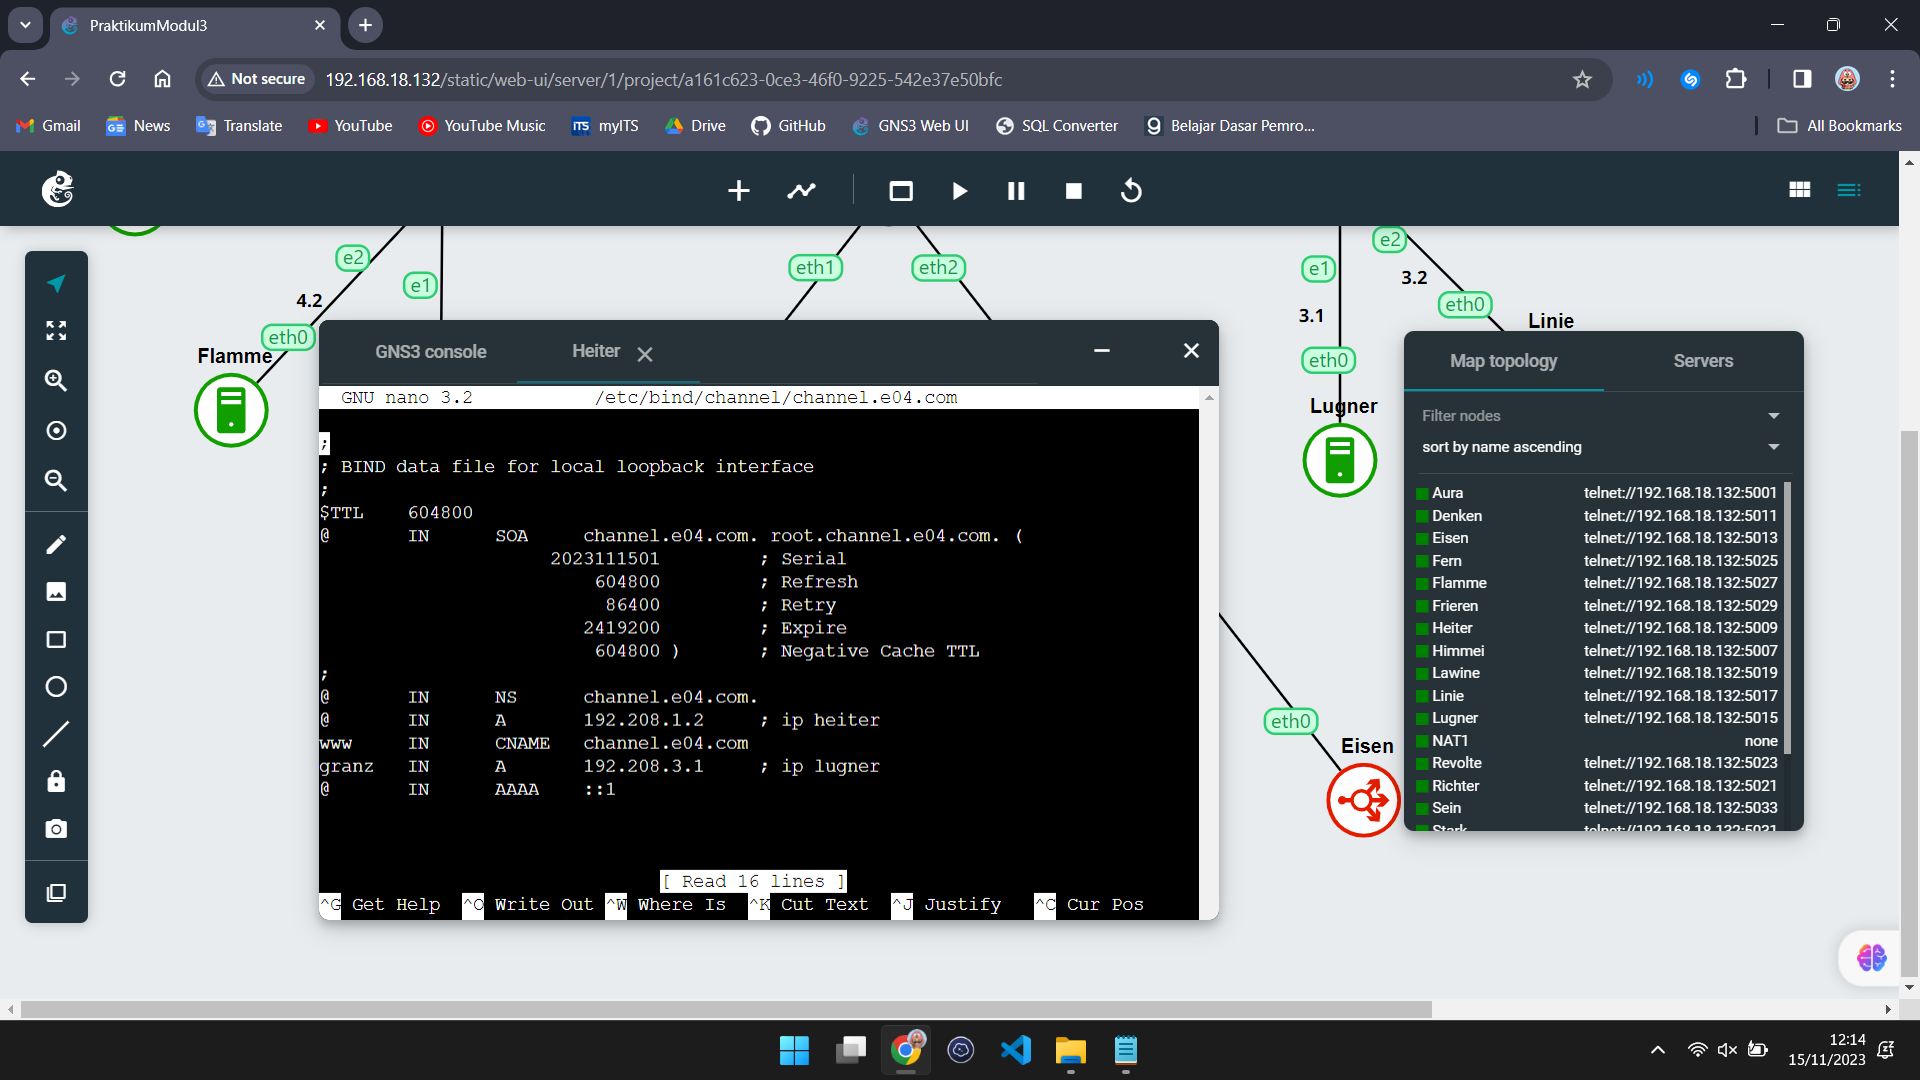 PraktikumModul3
Not secure
192.168.18.132/static/web-ui/server/1/project/a161c623-0ce3-46f0-9225-542e37e50bfc
Gmail
News
Translate
YouTube
YouTube Music
ITS
myITS
Drive
GitHub
GNS3 Web UI
SQL Converter
Belajar Dasar Pemro...
All Bookmarks
e2
e1
4.2
eth0
Flamme
eth1
eth2
e1
e2
3.2
eth0
3.1
Linie
eth0
Lugner
GNS3 console
Heiter
GNU nano 3.2 /etc/bind/channel/channel.e04.com
;
; BIND data file for local loopback interface
;
$TTL 604800
@ IN SOA channel.e04.com. root.channel.e04.com. (
2023111501 ; Serial
604800 ; Refresh
86400 ; Retry
2419200 ; Expire
604800 ) ; Negative Cache TTL
;
@ IN NS channel.e04.com.
@ IN A 192.208.1.2 ; ip heiter
www IN CNAME channel.e04.com
granz IN A 192.208.3.1 ; ip lugner
@ IN AAAA ::1
[ Read 16 lines ]
^G Get Help ^O Write Out ^W Where Is ^K Cut Text ^J Justify ^C Cur Pos
eth0
Eisen
Map topology
Servers
Filter nodes
sort by name ascending
Aura telnet://192.168.18.132:5001
Denken telnet://192.168.18.132:5011
Eisen telnet://192.168.18.132:5013
Fern telnet://192.168.18.132:5025
Flamme telnet://192.168.18.132:5027
Frieren telnet://192.168.18.132:5029
Heiter telnet://192.168.18.132:5009
Himmei telnet://192.168.18.132:5007
Lawine telnet://192.168.18.132:5019
Linie telnet://192.168.18.132:5017
Lugner telnet://192.168.18.132:5015
NAT1 none
Revolte telnet://192.168.18.132:5023
Richter telnet://192.168.18.132:5021
Sein telnet://192.168.18.132:5033
Stark telnet://192.168.18.132:5031
12:14
15/11/2023